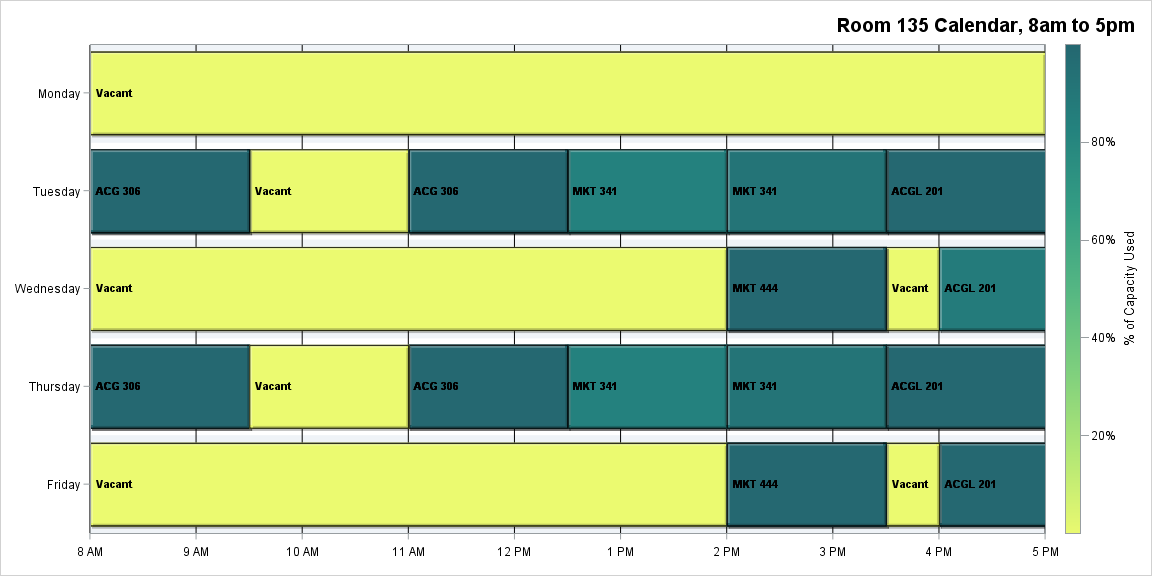 Room 135 Calendar, 8am to 5pm
Monday
Vacant
Tuesday
ACG 306
Vacant
ACG 306
MKT 341
MKT 341
ACGL 201
Wednesday
Vacant
MKT 444
Vacant
ACGL 201
Thursday
ACG 306
Vacant
ACG 306
MKT 341
MKT 341
ACGL 201
Friday
Vacant
MKT 444
Vacant
ACGL 201
8 AM
9 AM
10 AM
11 AM
12 PM
1 PM
2 PM
3 PM
4 PM
5 PM
80%
60%
40%
20%
% of Capacity Used